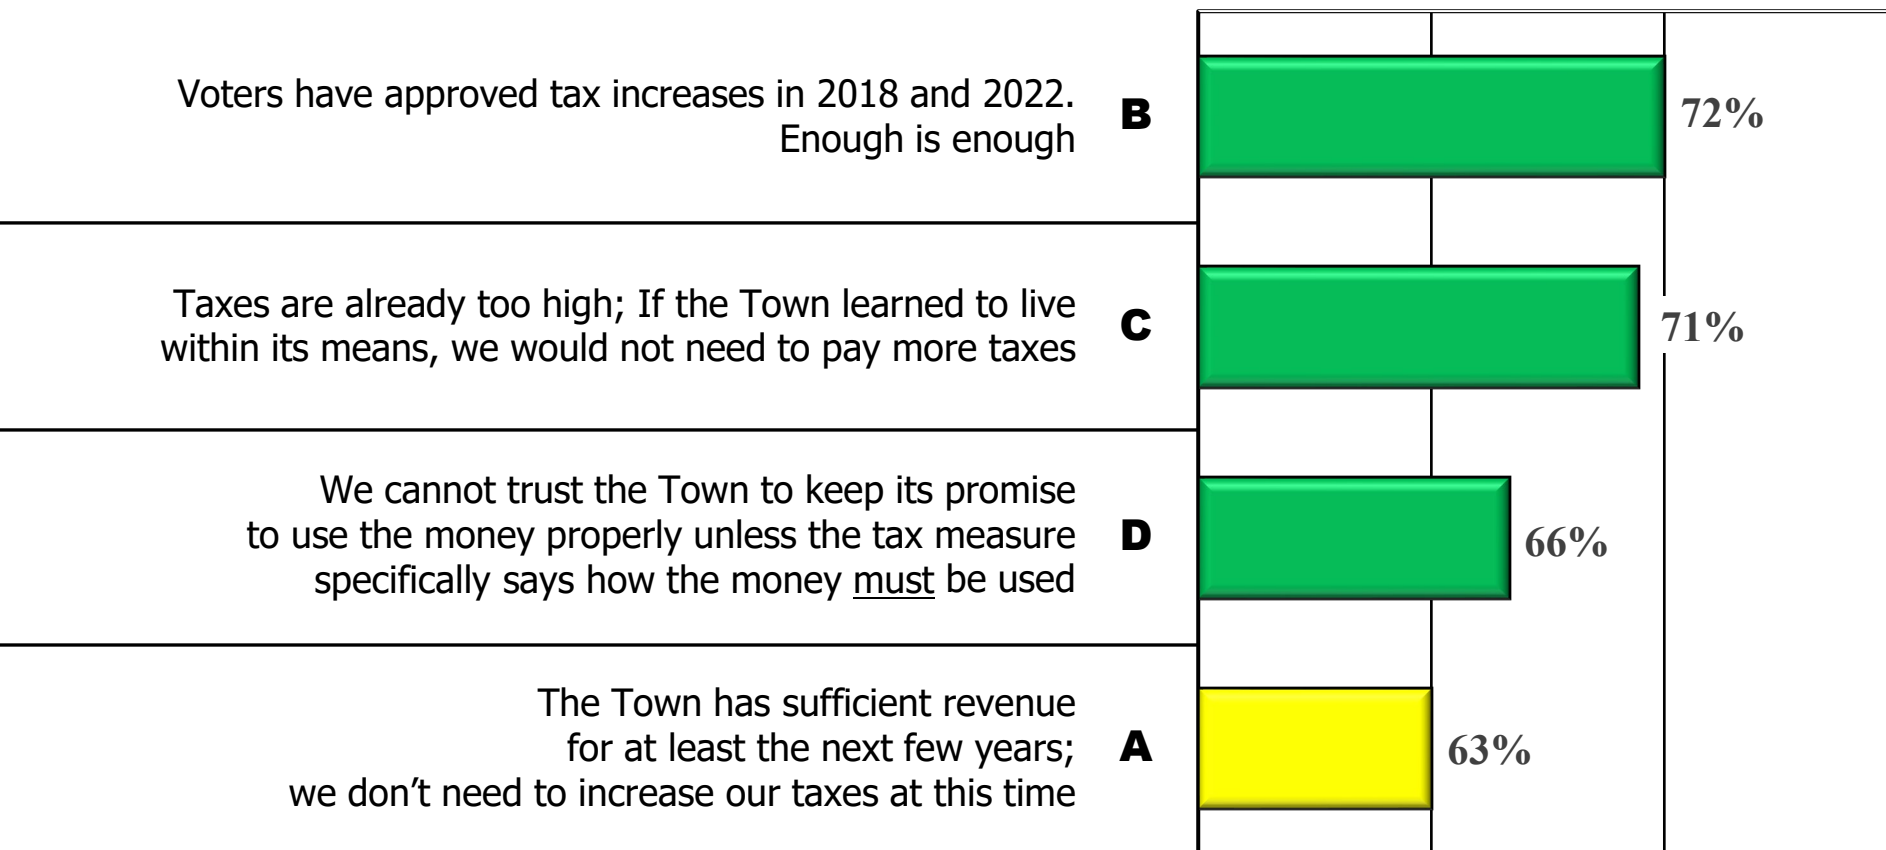 Voters have approved tax increases in 2018 and 2022.
Enough is enough
B
72%
Taxes are already too high; If the Town learned to live
within its means, we would not need to pay more taxes
C
71%
We cannot trust the Town to keep its promise
to use the money properly unless the tax measure
specifically says how the money must be used
D
66%
The Town has sufficient revenue
for at least the next few years;
we don’t need to increase our taxes at this time
A
63%